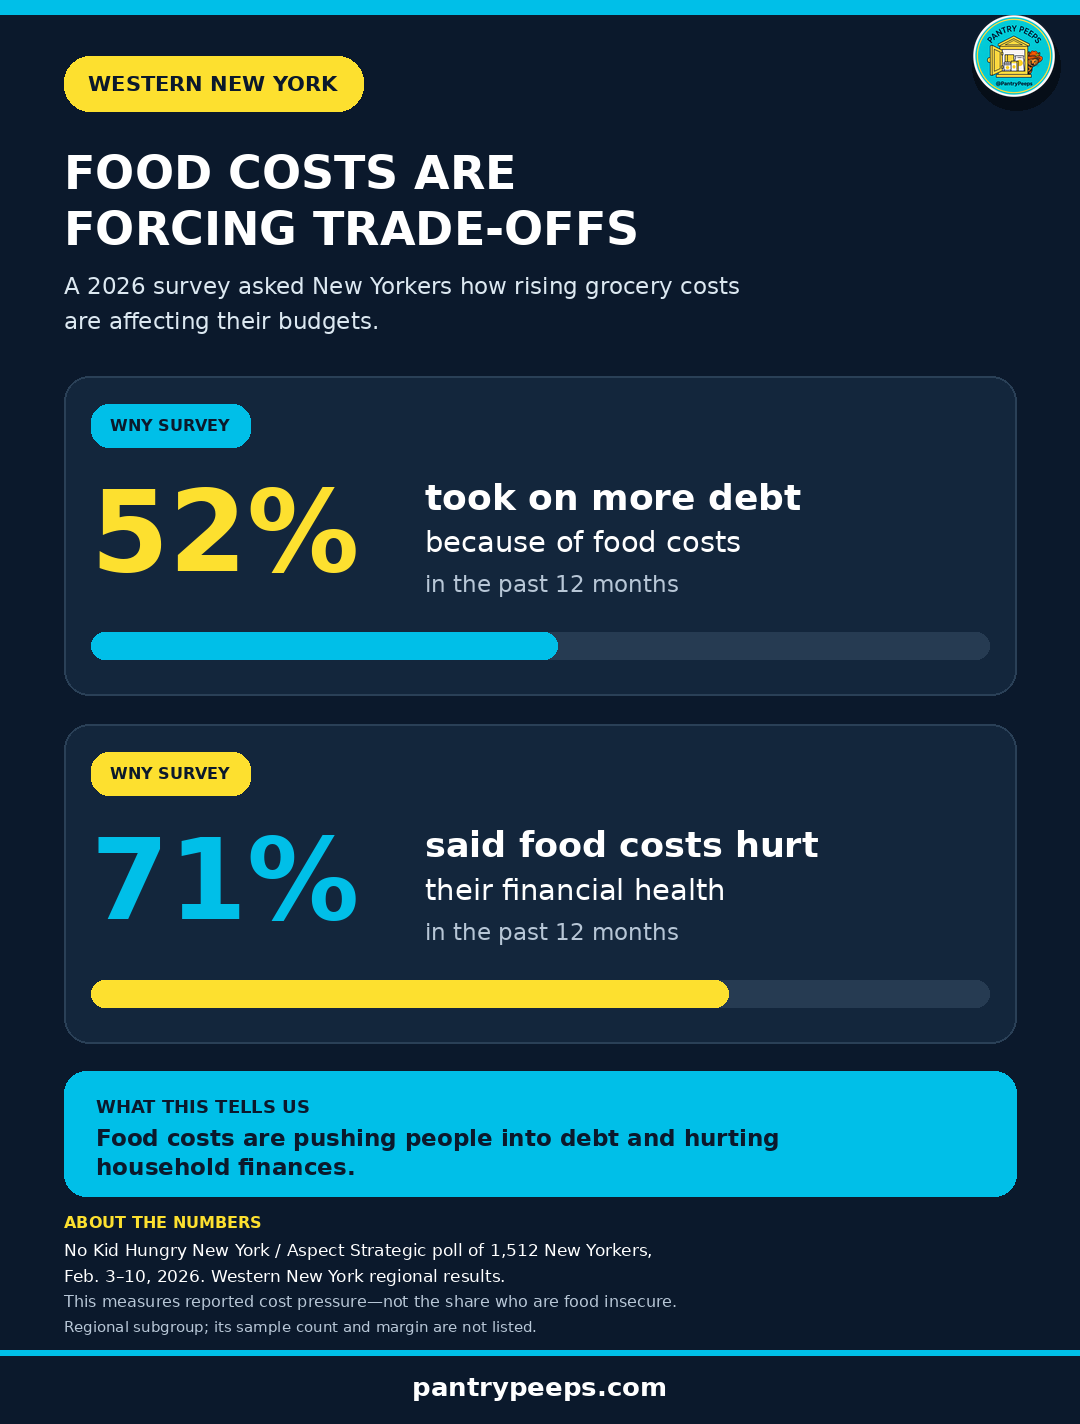 PANTRY PEEPS
@PantryPeeps
WESTERN NEW YORK
FOOD COSTS ARE
FORCING TRADE-OFFS
A 2026 survey asked New Yorkers how rising grocery costs
are affecting their budgets.
WNY SURVEY
52%
took on more debt
because of food costs
in the past 12 months
WNY SURVEY
71%
said food costs hurt
their financial health
in the past 12 months
WHAT THIS TELLS US
Food costs are pushing people into debt and hurting
household finances.
ABOUT THE NUMBERS
No Kid Hungry New York / Aspect Strategic poll of 1,512 New Yorkers,
Feb. 3–10, 2026. Western New York regional results.
This measures reported cost pressure—not the share who are food insecure.
Regional subgroup; its sample count and margin are not listed.
pantrypeeps.com